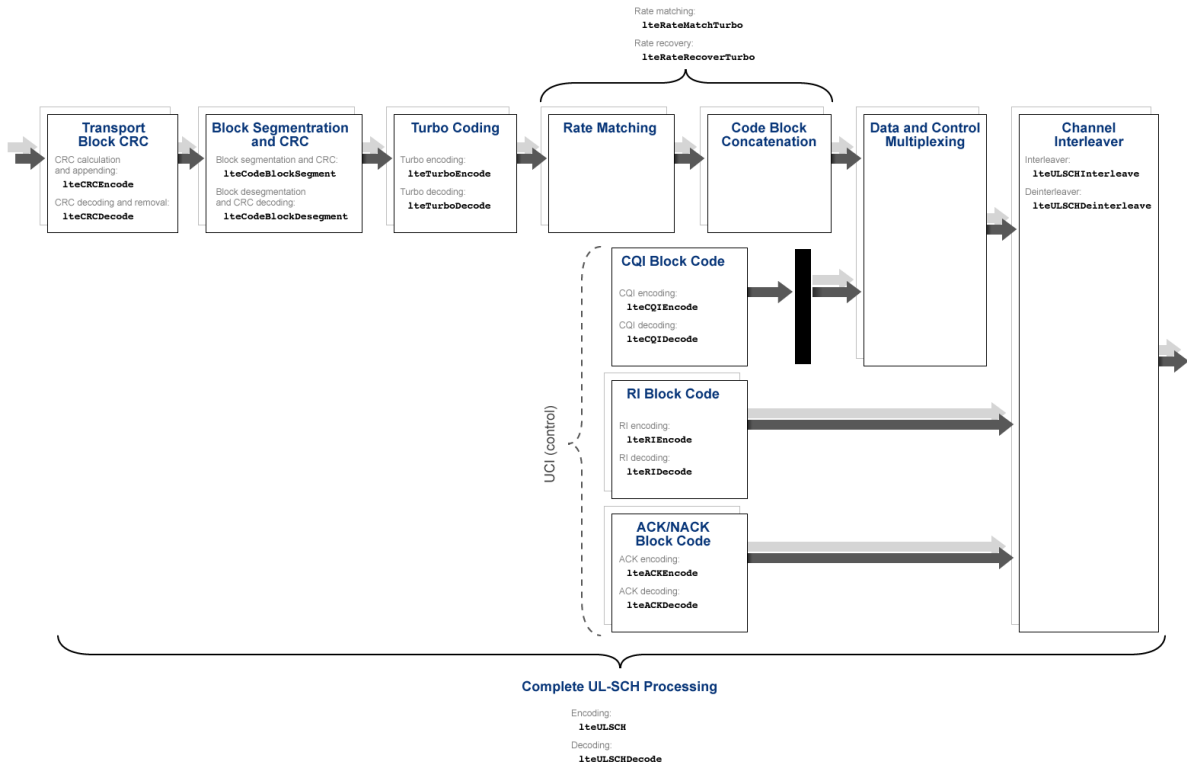 Rate matching:
lteRateMatchTurbo
Rate recovery:
lteRateRecoverTurbo
Transport
Block CRC
CRC calculation
and appending:
lteCRCEncode
CRC decoding and removal:
lteCRCDecode
Block Segmentration
and CRC
Block segmentation and CRC:
lteCodeBlockSegment
Block desegmentation
and CRC decoding:
lteCodeBlockDesegment
Turbo Coding
Turbo encoding:
lteTurboEncode
Turbo decoding:
lteTurboDecode
Rate Matching
Code Block
Concatenation
Data and Control
Multiplexing
Channel
Interleaver
Interleaver:
lteULSCHInterleave
Deinterleaver:
lteULSCHDeinterleave
UCI (control)
CQI Block Code
CQI encoding:
lteCQIEncode
CQI decoding:
lteCQIDecode
RI Block Code
RI encoding:
lteRIEncode
RI decoding:
lteRIDecode
ACK/NACK
Block Code
ACK encoding:
lteACKEncode
ACK decoding:
lteACKDecode
Complete UL-SCH Processing
Encoding:
lteULSCH
Decoding:
lteULSCHDecode